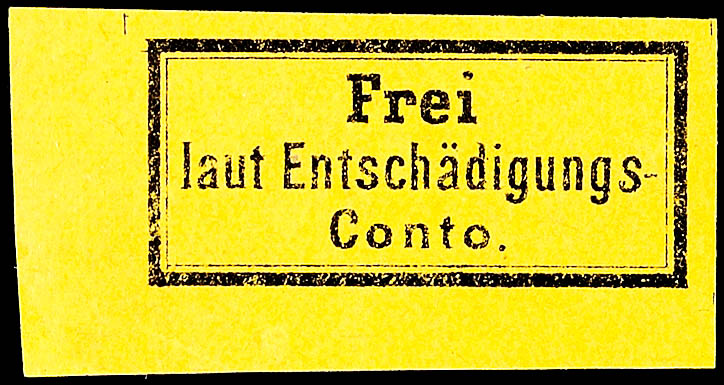 Frei
laut Entschädigungs-
Conto.